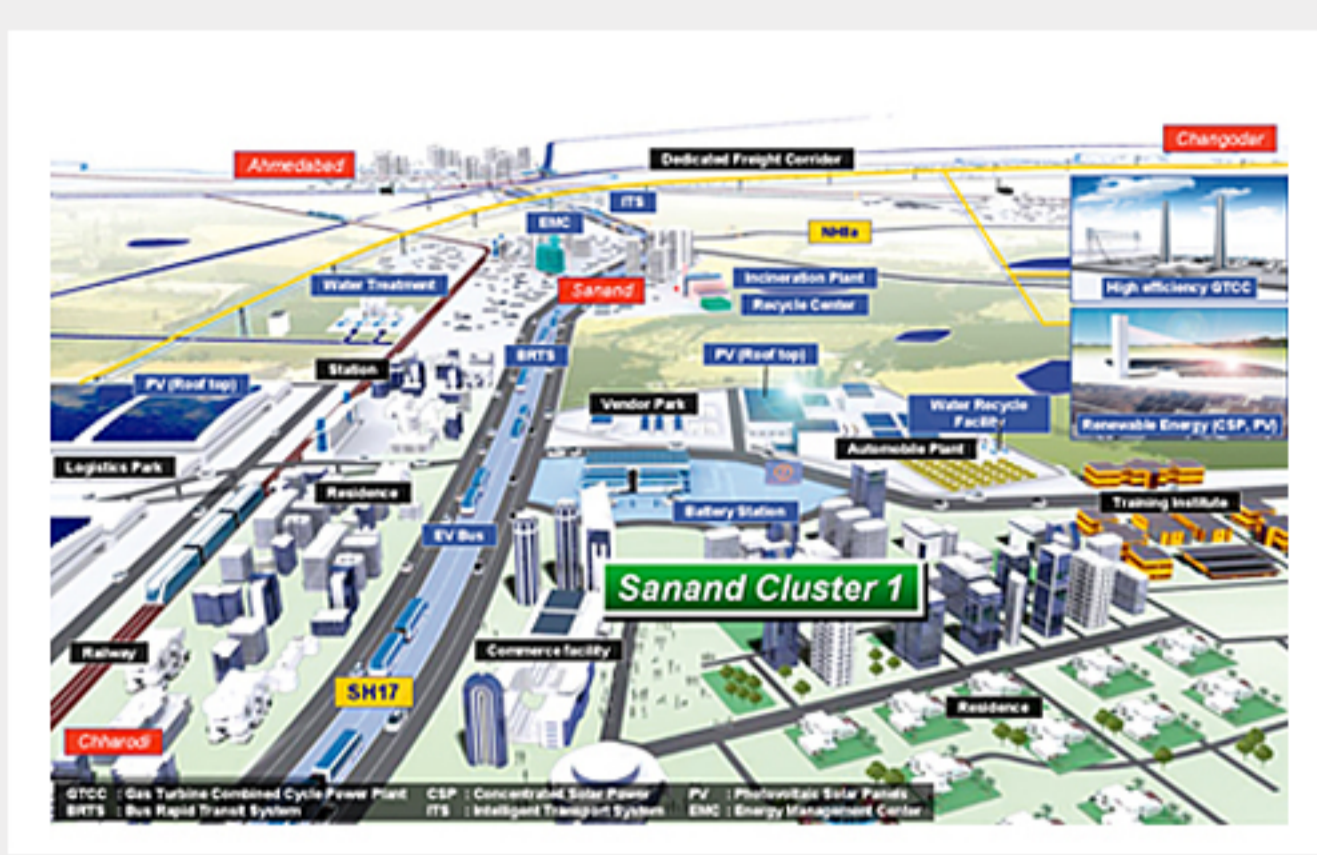 Ahmedabad
Dedicated Freight Corridor
Changodar
ITS
EMC
NH8a
Water Treatment
Sanand
Incineration Plant
Recycle Center
High efficiency GTCC
BRTS
PV (Roof top)
Station
PV (Roof top)
Vendor Park
Water Recycle
Facility
Renewable Energy (CSP, PV)
Automobile Plant
Logistics Park
Residence
Training Institute
Battery Station
EV Bus
Sanand Cluster 1
Railway
Commerce facility
SH17
Residence
Chharodi
GTCC : Gas Turbine Combined Cycle Power Plant CSP : Concentrated Solar Power PV : Photovoltaic Solar Panels
BRTS : Bus Rapid Transit System ITS : Intelligent Transport System EMC : Energy Management Center